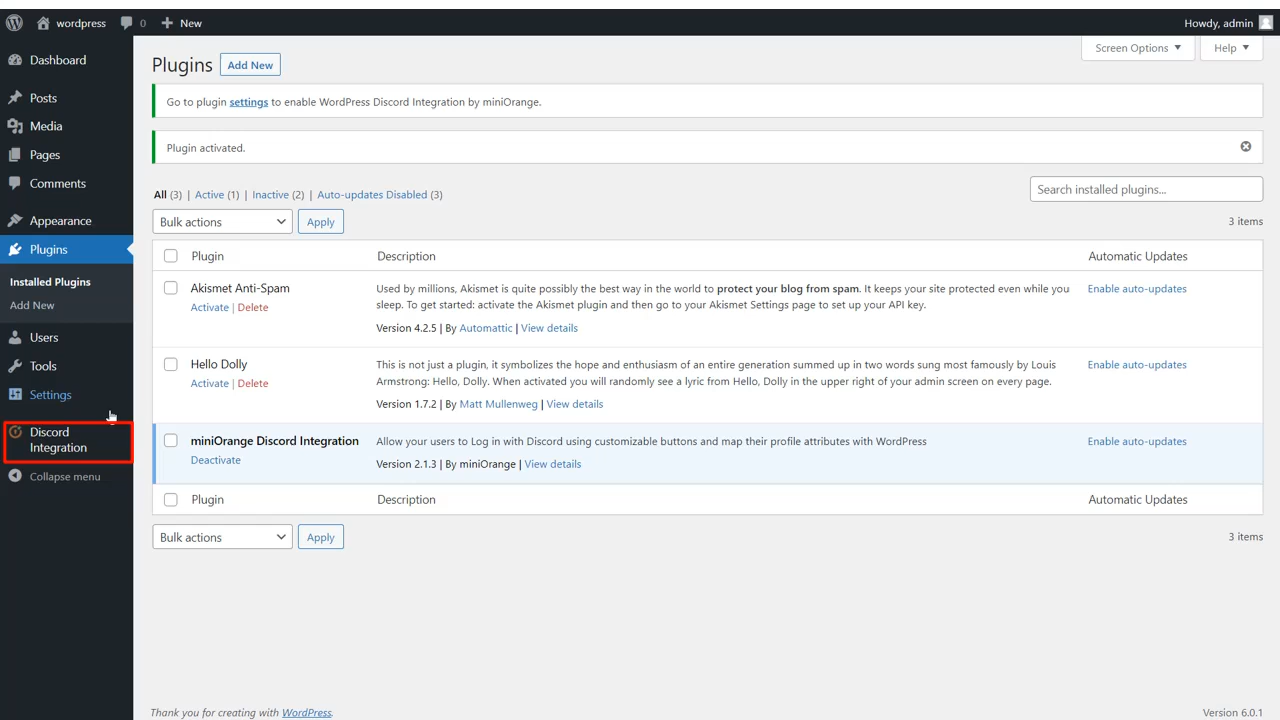 wordpress 0 New Howdy, admin
Screen Options Help
Dashboard
Posts
Media
Pages
Comments
Appearance
Plugins
Installed Plugins
Add New
Users
Tools
Settings
Discord
Integration
Collapse menu
Plugins Add New
Go to plugin settings to enable WordPress Discord Integration by miniOrange.
Plugin activated.
All (3) | Active (1) | Inactive (2) | Auto-updates Disabled (3)
Search installed plugins...
Bulk actions Apply
3 items
Plugin Description Automatic Updates
Akismet Anti-Spam
Activate | Delete
Used by millions, Akismet is quite possibly the best way in the world to protect your blog from spam. It keeps your site protected even while you
sleep. To get started: activate the Akismet plugin and then go to your Akismet Settings page to set up your API key.
Version 4.2.5 | By Automattic | View details
Enable auto-updates
Hello Dolly
Activate | Delete
This is not just a plugin, it symbolizes the hope and enthusiasm of an entire generation summed up in two words sung most famously by Louis
Armstrong: Hello, Dolly. When activated you will randomly see a lyric from Hello, Dolly in the upper right of your admin screen on every page.
Version 1.7.2 | By Matt Mullenweg | View details
Enable auto-updates
miniOrange Discord Integration
Deactivate
Allow your users to Log in with Discord using customizable buttons and map their profile attributes with WordPress
Version 2.1.3 | By miniOrange | View details
Enable auto-updates
Plugin Description Automatic Updates
Bulk actions Apply
3 items
Thank you for creating with WordPress.
Version 6.0.1